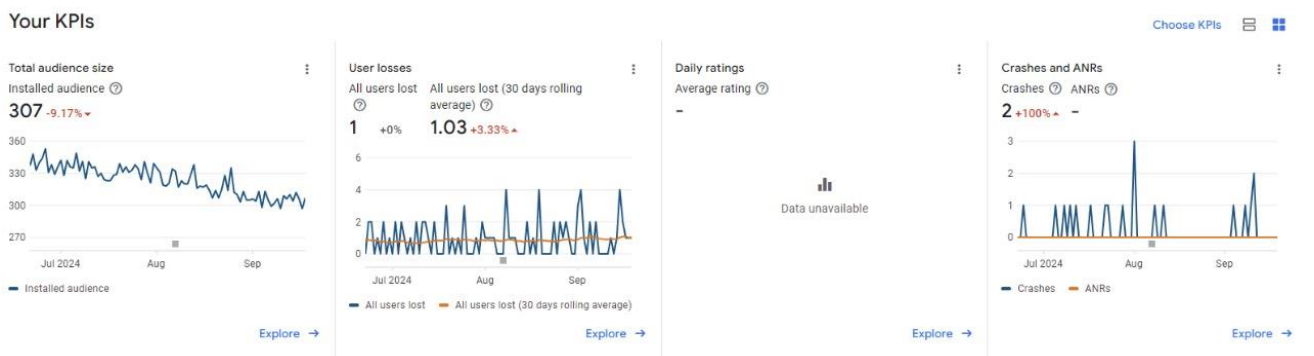 Your KPIs
Choose KPIs
Total audience size
Installed audience
307 -9.17%
360
330
300
270
Jul 2024 Aug Sep
Installed audience
Explore
User losses
All users lost All users lost (30 days rolling
average)
1 +0% 1.03 +3.33%
6
4
2
0
Jul 2024 Aug Sep
All users lost All users lost (30 days rolling average)
Explore
Daily ratings
Average rating
-
Data unavailable
Explore
Crashes and ANRs
Crashes ANRs
2 +100% -
3
2
1
0
Jul 2024 Aug Sep
Crashes ANRs
Explore